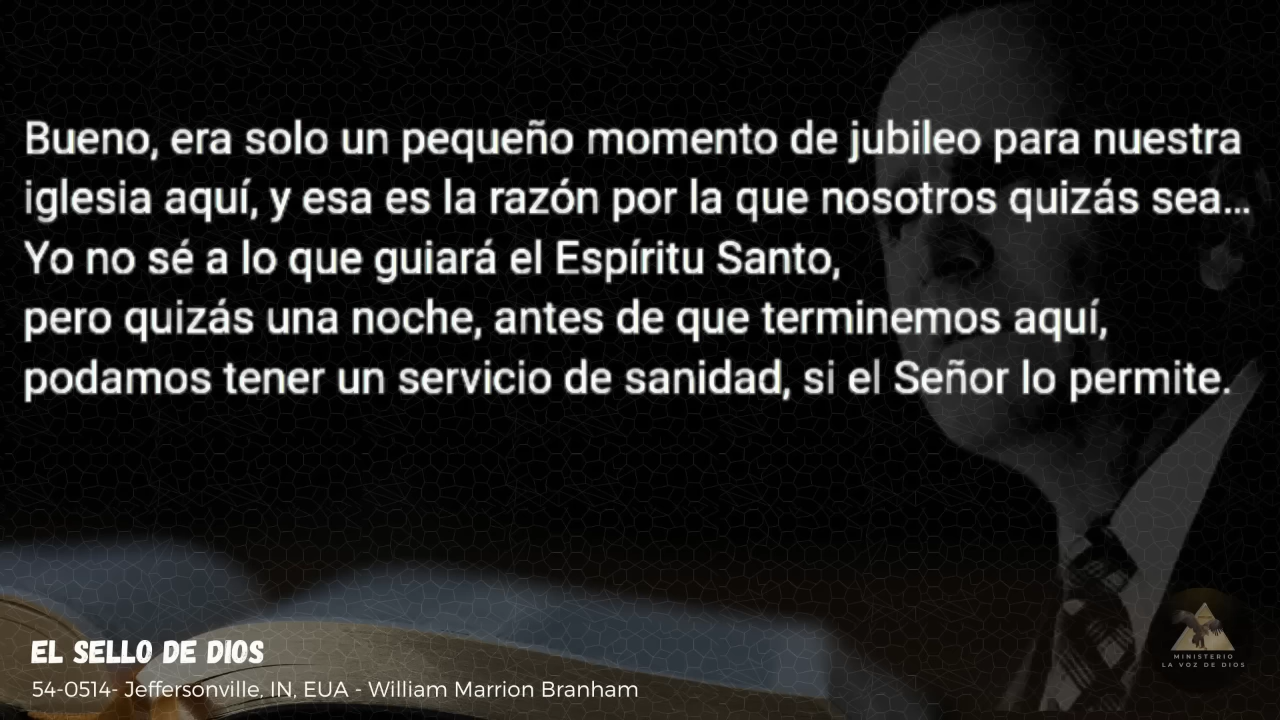 Bueno, era solo un pequeño momento de jubileo para nuestra
iglesia aquí, y esa es la razón por la que nosotros quizás sea...
Yo no sé a lo que guiará el Espíritu Santo,
pero quizás una noche, antes de que terminemos aquí,
podamos tener un servicio de sanidad, si el Señor lo permite.
EL SELLO DE DIOS
54-0514- Jeffersonville, IN, EUA - William Marrion Branham
MINISTERIO
LA VOZ DE DIOS